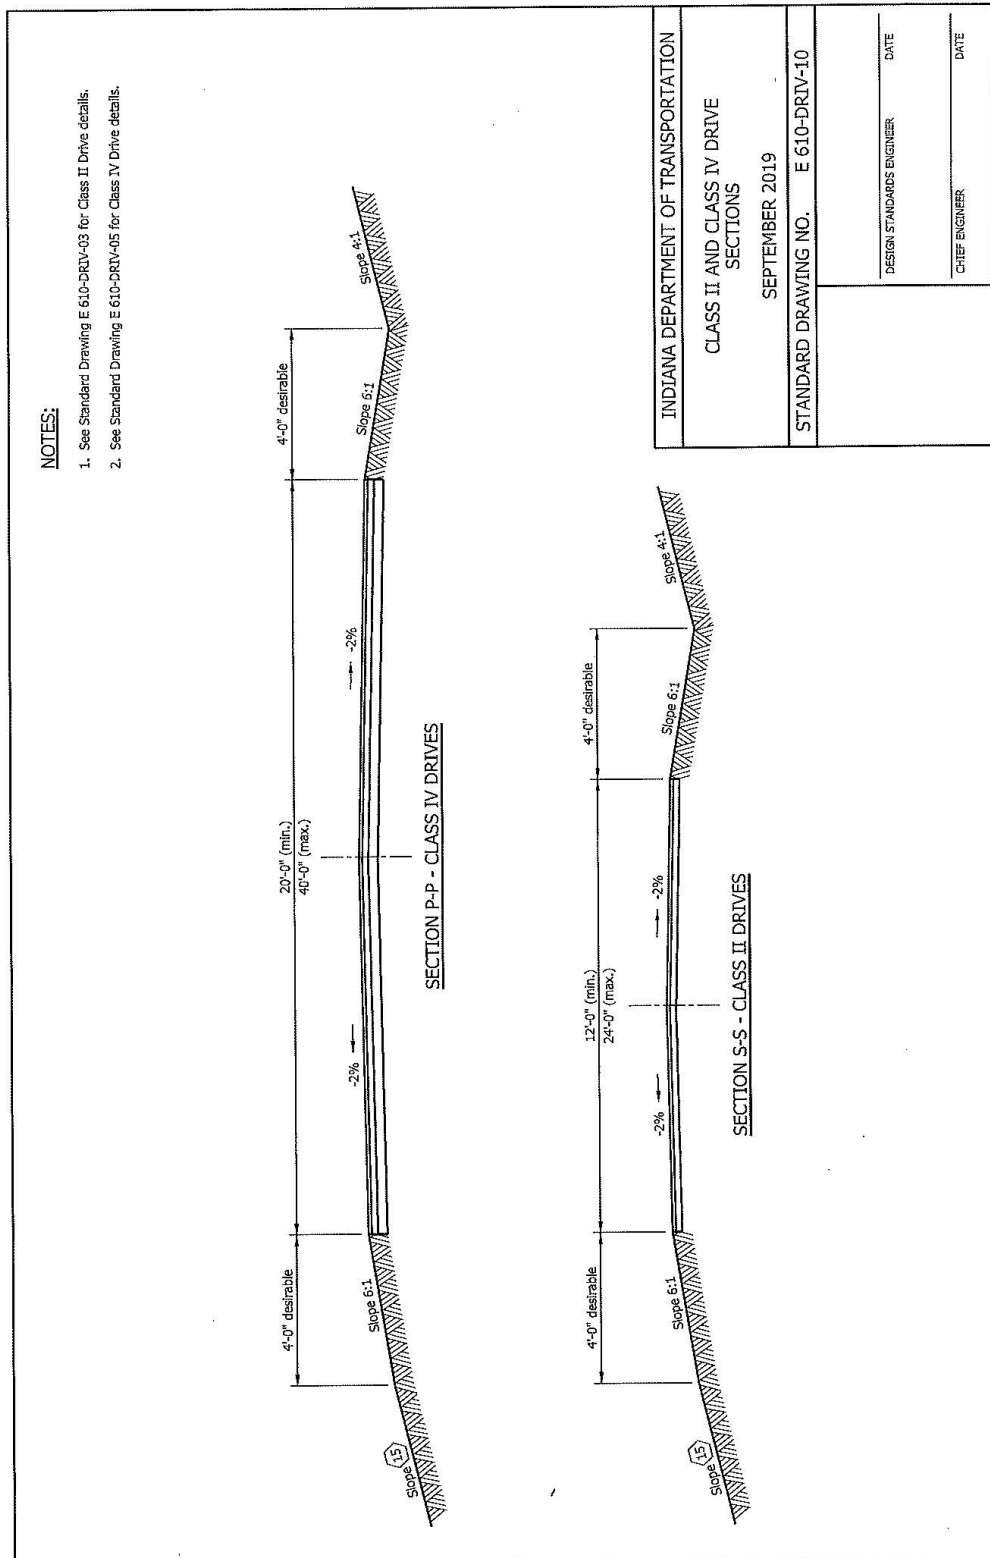 NOTES:
1. See Standard Drawing E 610-DRIV-03 for Class II Drive details.
2. See Standard Drawing E 610-DRIV-05 for Class IV Drive details.
20'-0" (min.)
40'-0" (max.)
4'-0" desirable
4'-0" desirable
Slope 15
Slope 6:1
-2%
-2%
Slope 6:1
Slope 4:1
SECTION P-P - CLASS IV DRIVES
12'-0" (min.)
24'-0" (max.)
4'-0" desirable
4'-0" desirable
Slope 15
Slope 6:1
-2%
-2%
Slope 6:1
Slope 4:1
SECTION S-S - CLASS II DRIVES
INDIANA DEPARTMENT OF TRANSPORTATION
CLASS II AND CLASS IV DRIVE
SECTIONS
SEPTEMBER 2019
STANDARD DRAWING NO. E 610-DRIV-10
DESIGN STANDARDS ENGINEER DATE
CHIEF ENGINEER DATE